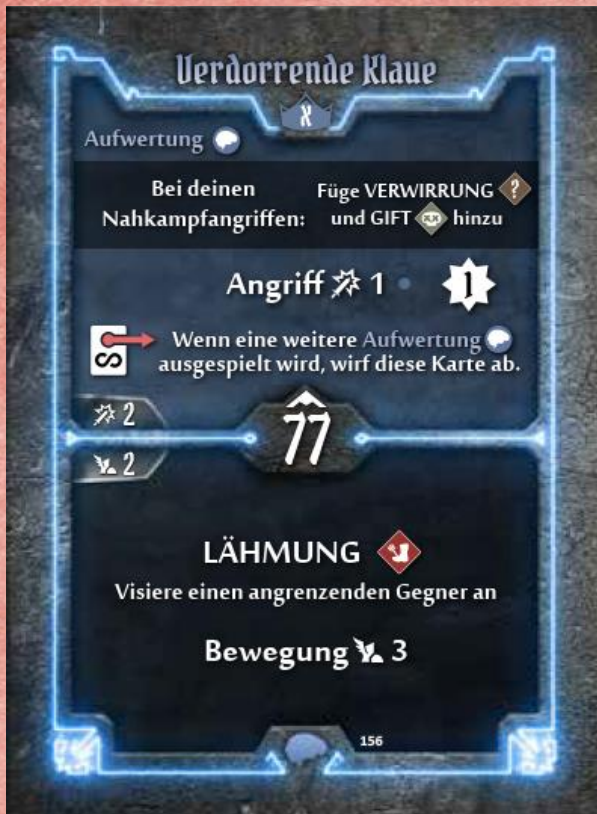 Verdorrende Klaue
X
Aufwertung
Bei deinen Nahkampfangriffen:
Füge VERWIRRUNG ? und GIFT hinzu
Angriff 1
1
Wenn eine weitere Aufwertung
ausgespielt wird, wirf diese Karte ab.
2
77
2
LÄHMUNG
Visiere einen angrenzenden Gegner an
Bewegung 3
156